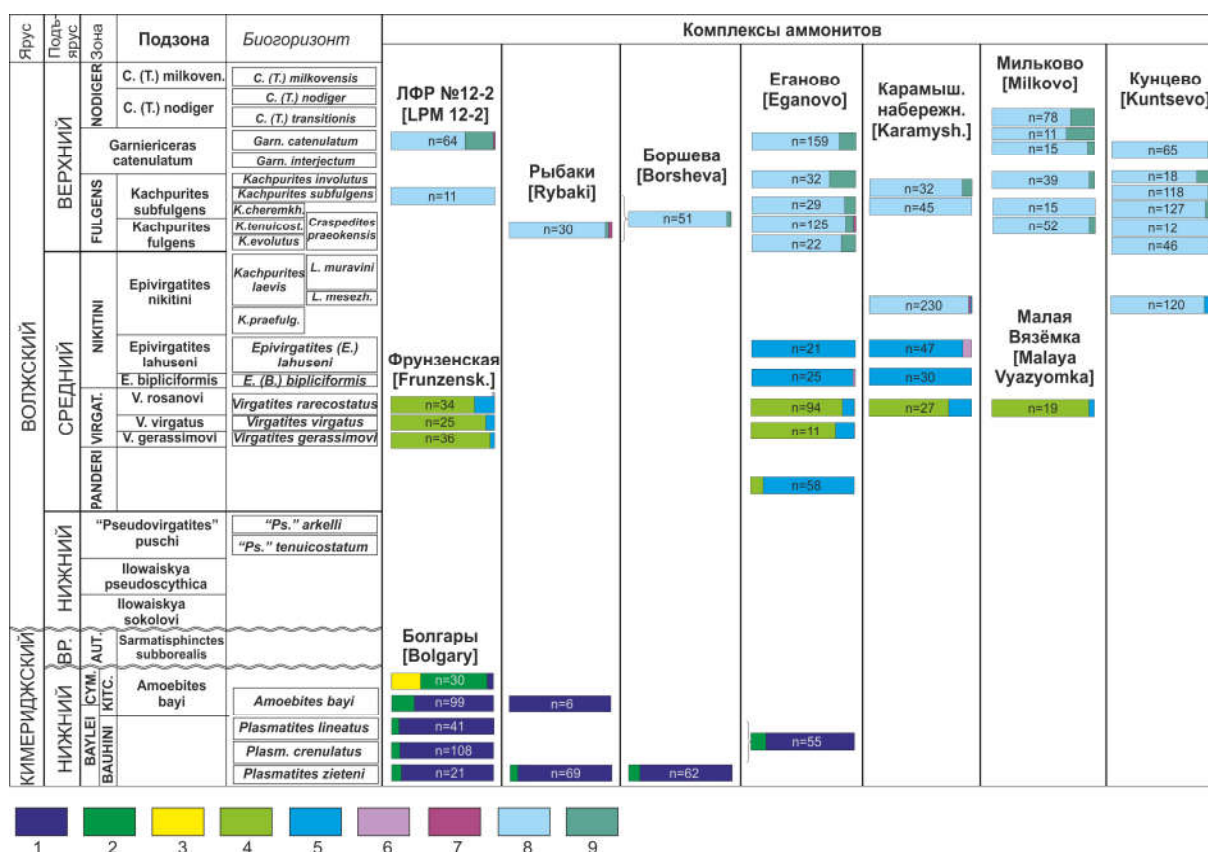 Ярус
Подъ-
ярус
Зона
Подзона
Биогоризонт
Комплексы аммонитов
ВОЛЖСКИЙ
КИМЕРИДЖСКИЙ
ВЕРХНИЙ
СРЕДНИЙ
НИЖНИЙ
ВР.
НИЖНИЙ
NODIGER
FULGENS
NIKITINI
VIRGAT.
PANDERI
AUT.
CYM.
KITC.
BAYLEI
BAUHINI
C. (T.) milkoven.
C. (T.) nodiger
Garniericeras
catenulatum
Kachpurites
subfulgens
Kachpurites
fulgens
Epivirgatites
nikitini
Epivirgatites
lahuseni
E. bipliciformis
V. rosanovi
V. virgatus
V. gerassimovi
“Pseudovirgatites”
puschi
Ilowaiskya
pseudoscythica
Ilowaiskya
sokolovi
Sarmatisphinctes
subborealis
Amoebites
bayi
C. (T.) milkovensis
C. (T.) nodiger
C. (T.) transitionis
Garn. catenulatum
Garn. interjectum
Kachpurites involutus
Kachpurites subfulgens
K.cheremkh.
K.tenuicost.
K.evolutus
Craspedites
praeokensis
Kachpurites
laevis
L. muravini
L. mesezh.
K.praefulg.
Epivirgatites (E.)
lahuseni
E. (B.) bipliciformis
Virgatites rarecostatus
Virgatites virgatus
Virgatites gerassimovi
“Ps.” arkelli
“Ps.” tenuicostatum
Amoebites bayi
Plasmatites lineatus
Plasm. crenulatus
Plasmatites zieteni
ЛФР №12-2
[LPM 12-2]
n=64
n=11
Фрунзенская
[Frunzensk.]
n=34
n=25
n=36
Болгары
[Bolgary]
n=30
n=99
n=41
n=108
n=21
Рыбаки
[Rybaki]
n=30
n=6
n=69
Боршева
[Borsheva]
n=51
n=62
Еганово
[Eganovo]
n=159
n=32
n=29
n=125
n=22
n=21
n=25
n=94
n=11
n=58
n=55
Карамыш.
набережн.
[Karamysh.]
n=32
n=45
n=230
n=47
n=30
n=27
Мильково
[Milkovo]
n=78
n=11
n=15
n=39
n=15
n=52
Малая
Вязёмка
[Malaya
Vyazyomka]
n=19
Кунцево
[Kuntsevo]
n=65
n=18
n=118
n=127
n=12
n=46
n=120
1 2 3 4 5 6 7 8 9